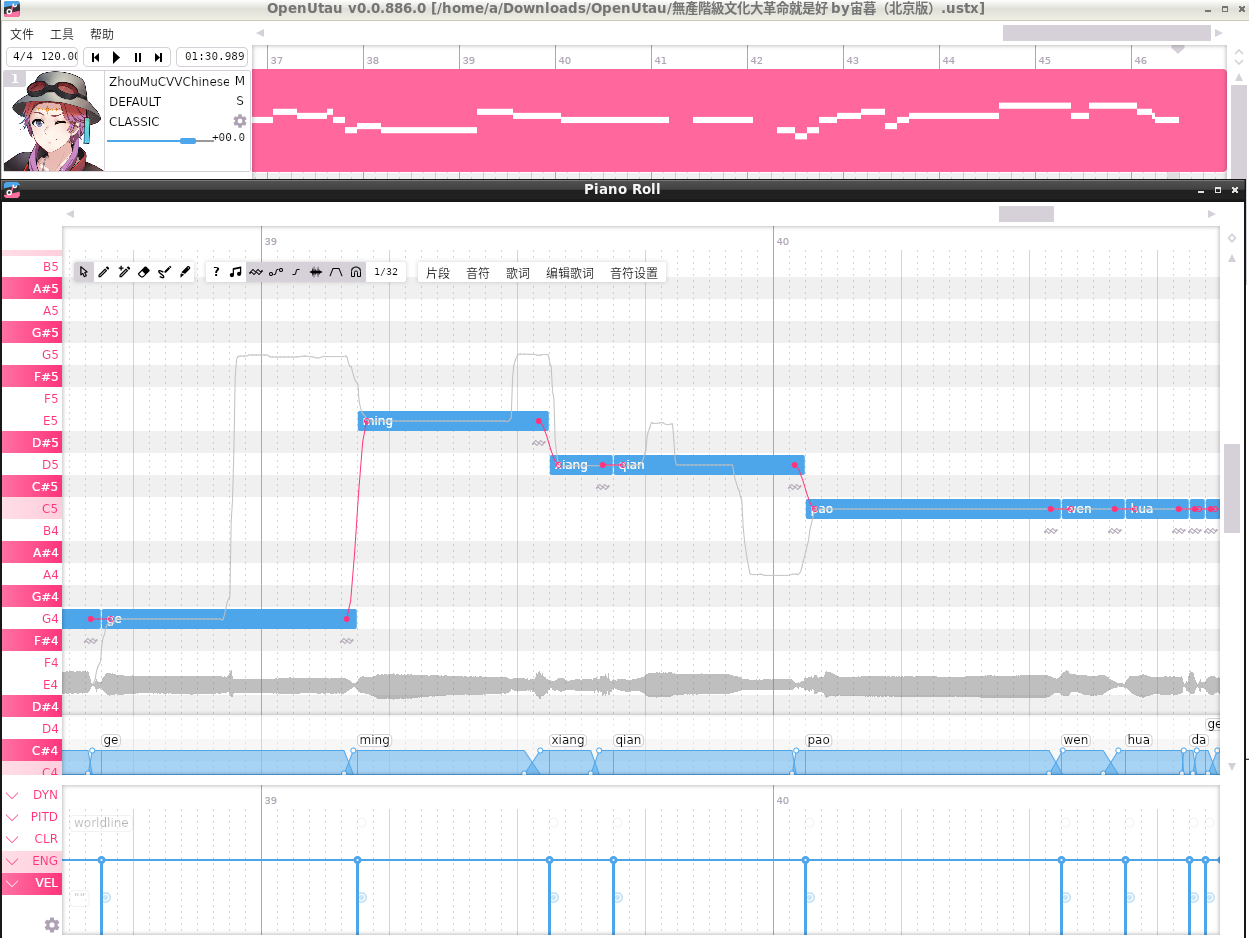 OpenUtau v0.0.886.0 [/home/a/Downloads/OpenUtau/無産階級文化大革命就是好 by宙暮（北京版）.ustx]
文件 工具 帮助
4/4 120.00 01:30.989
37 38 39 40 41 42 43 44 45 46
1
ZhouMuCVVChinese M
DEFAULT S
CLASSIC
+00.0
Piano Roll
39 40
? 1/32 片段 音符 歌词 编辑歌词 音符设置
B5
A#5
A5
G#5
G5
F#5
F5
E5 ming
D#5
D5 xiang qian
C#5
C5 pao wen hua
B4
A#4
A4
G#4
G4 ge
F#4
F4
E4
D#4
D4 ge
ge ming xiang qian pao wen hua da
C#4
C4
39 40
DYN
PITD worldline
CLR
ENG
VEL
""